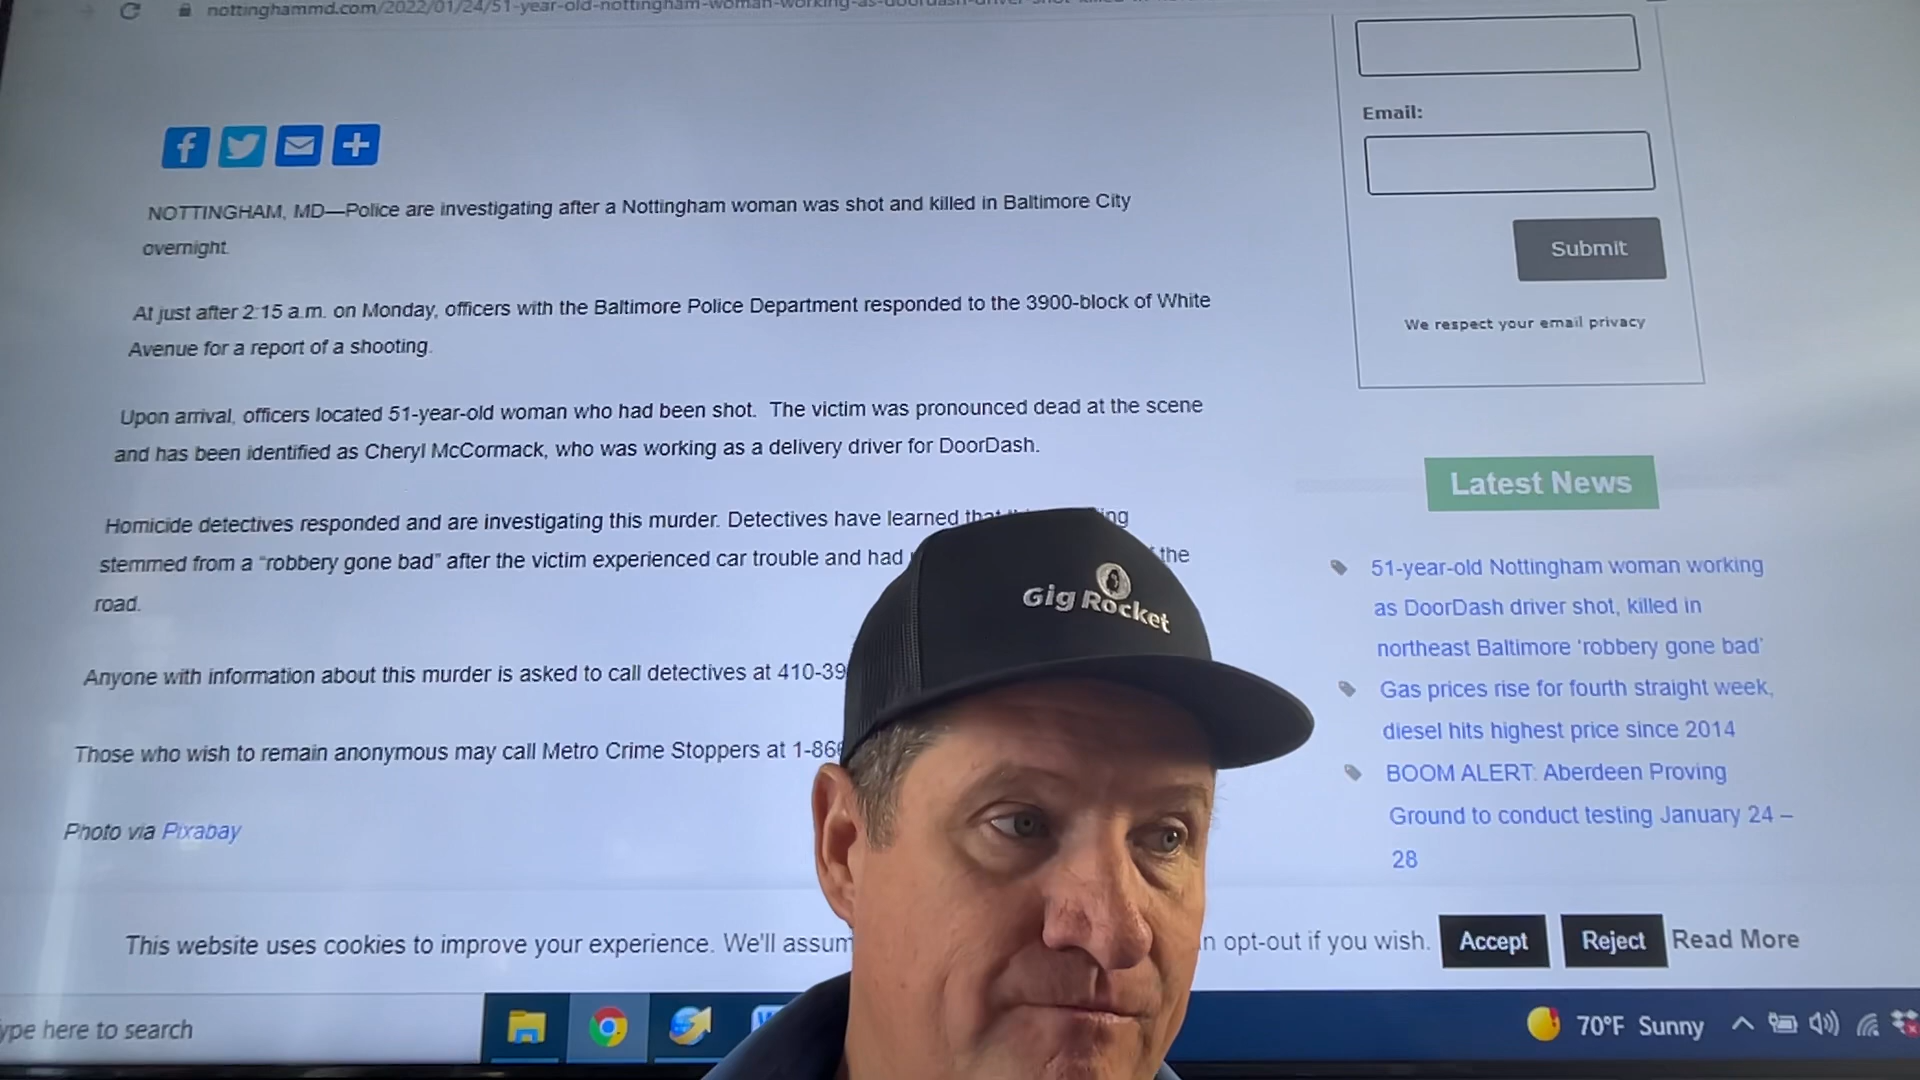 nottinghammd.com/2022/01/24/51-year-old-nottingham-woman-working-as-doordash-driver-shot-killed-in-
Email:
Submit
We respect your email privacy
NOTTINGHAM, MD—Police are investigating after a Nottingham woman was shot and killed in Baltimore City
overnight.
At just after 2:15 a.m. on Monday, officers with the Baltimore Police Department responded to the 3900-block of White
Avenue for a report of a shooting.
Upon arrival, officers located 51-year-old woman who had been shot. The victim was pronounced dead at the scene
and has been identified as Cheryl McCormack, who was working as a delivery driver for DoorDash.
Homicide detectives responded and are investigating this murder. Detectives have learned
stemmed from a "robbery gone bad" after the victim experienced car trouble and had the
road.
Anyone with information about this murder is asked to call detectives at 410-39
Those who wish to remain anonymous may call Metro Crime Stoppers at 1-866
Photo via Pixabay
Latest News
51-year-old Nottingham woman working
as DoorDash driver shot, killed in
northeast Baltimore 'robbery gone bad'
Gas prices rise for fourth straight week,
diesel hits highest price since 2014
BOOM ALERT: Aberdeen Proving
Ground to conduct testing January 24 –
28
Gig Rocket
This website uses cookies to improve your experience. We'll assum
n opt-out if you wish. Accept Reject Read More
ype here to search
70°F Sunny